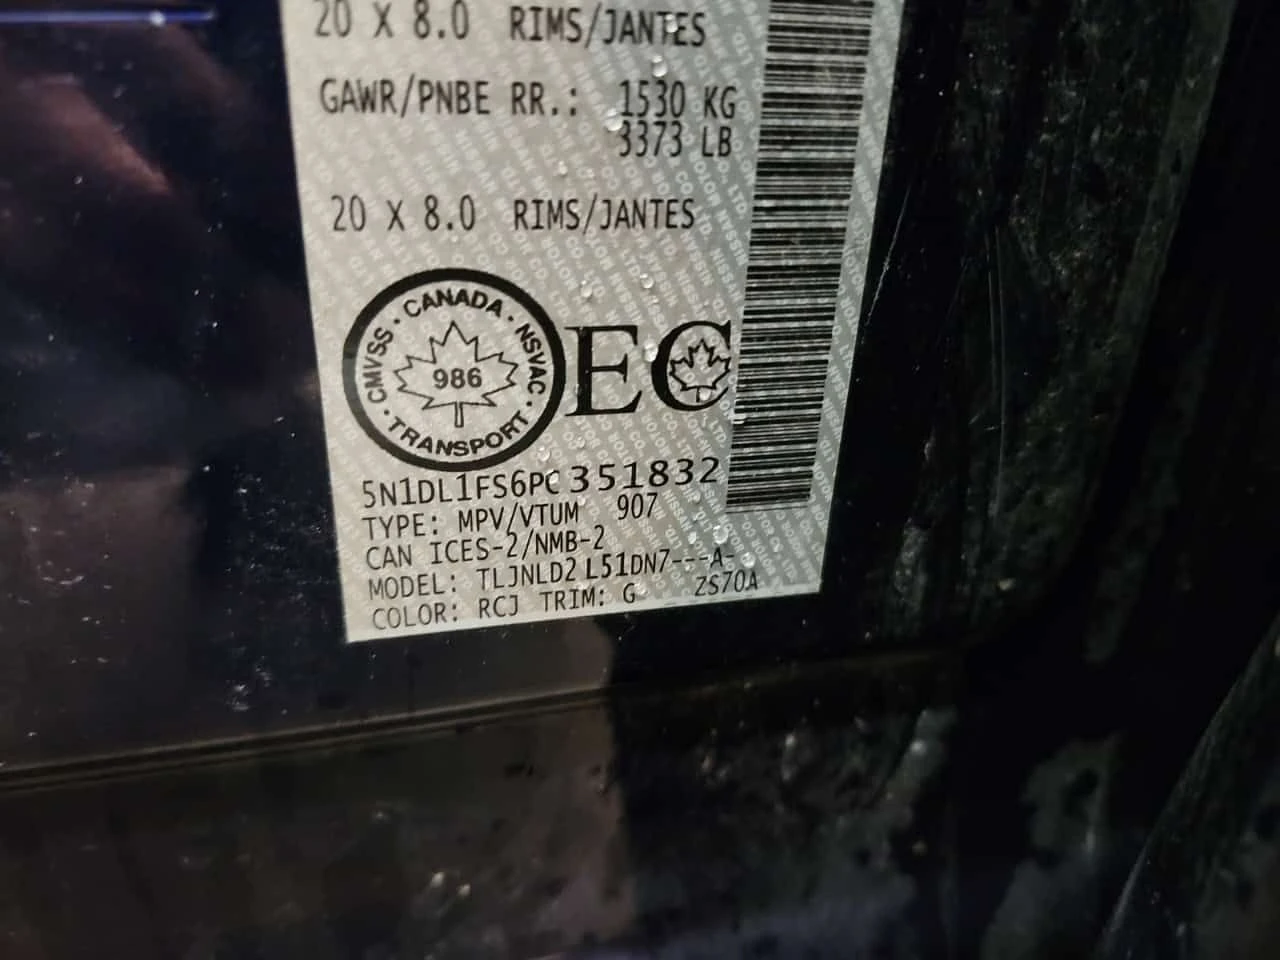 20 X 8.0 RIMS/JANTES
GAWR/PNBE RR.: 1530 KG
3373 LB
20 X 8.0 RIMS/JANTES
CANADA · NSVAC · TRANSPORT · CMVSS ·
986
EC
5N1DL1FS6PC351832
TYPE: MPV/VTUM 907
CAN ICES-2/NMB-2
MODEL: TLJNLD2 L51DN7---A-
COLOR: RCJ TRIM: G ZS70A